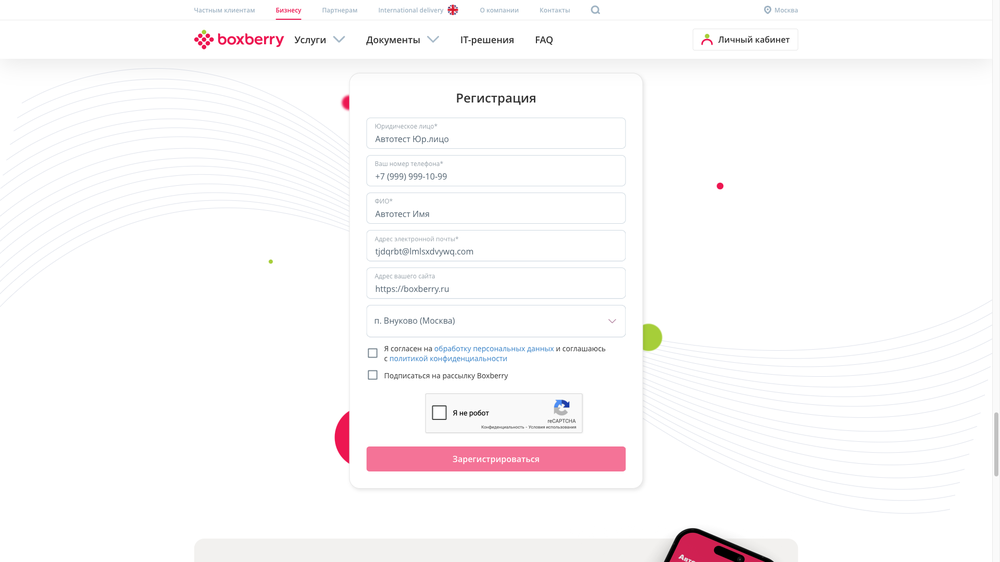 Частным клиентам
Бизнесу
Партнерам
International delivery
О компании
Контакты
Москва
boxberry
Услуги
Документы
IT-решения
FAQ
Личный кабинет
Регистрация
Юридическое лицо*
Автотест Юр.лицо
Ваш номер телефона*
+7 (999) 999-10-99
ФИО*
Автотест Имя
Адрес электронной почты*
tjdqrbt@lmlsxdvywq.com
Адрес вашего сайта
https://boxberry.ru
п. Внуково (Москва)
Я согласен на обработку персональных данных и соглашаюсь
с политикой конфиденциальности
Подписаться на рассылку Boxberry
Я не робот
reCAPTCHA
Конфиденциальность - Условия использования
Зарегистрироваться